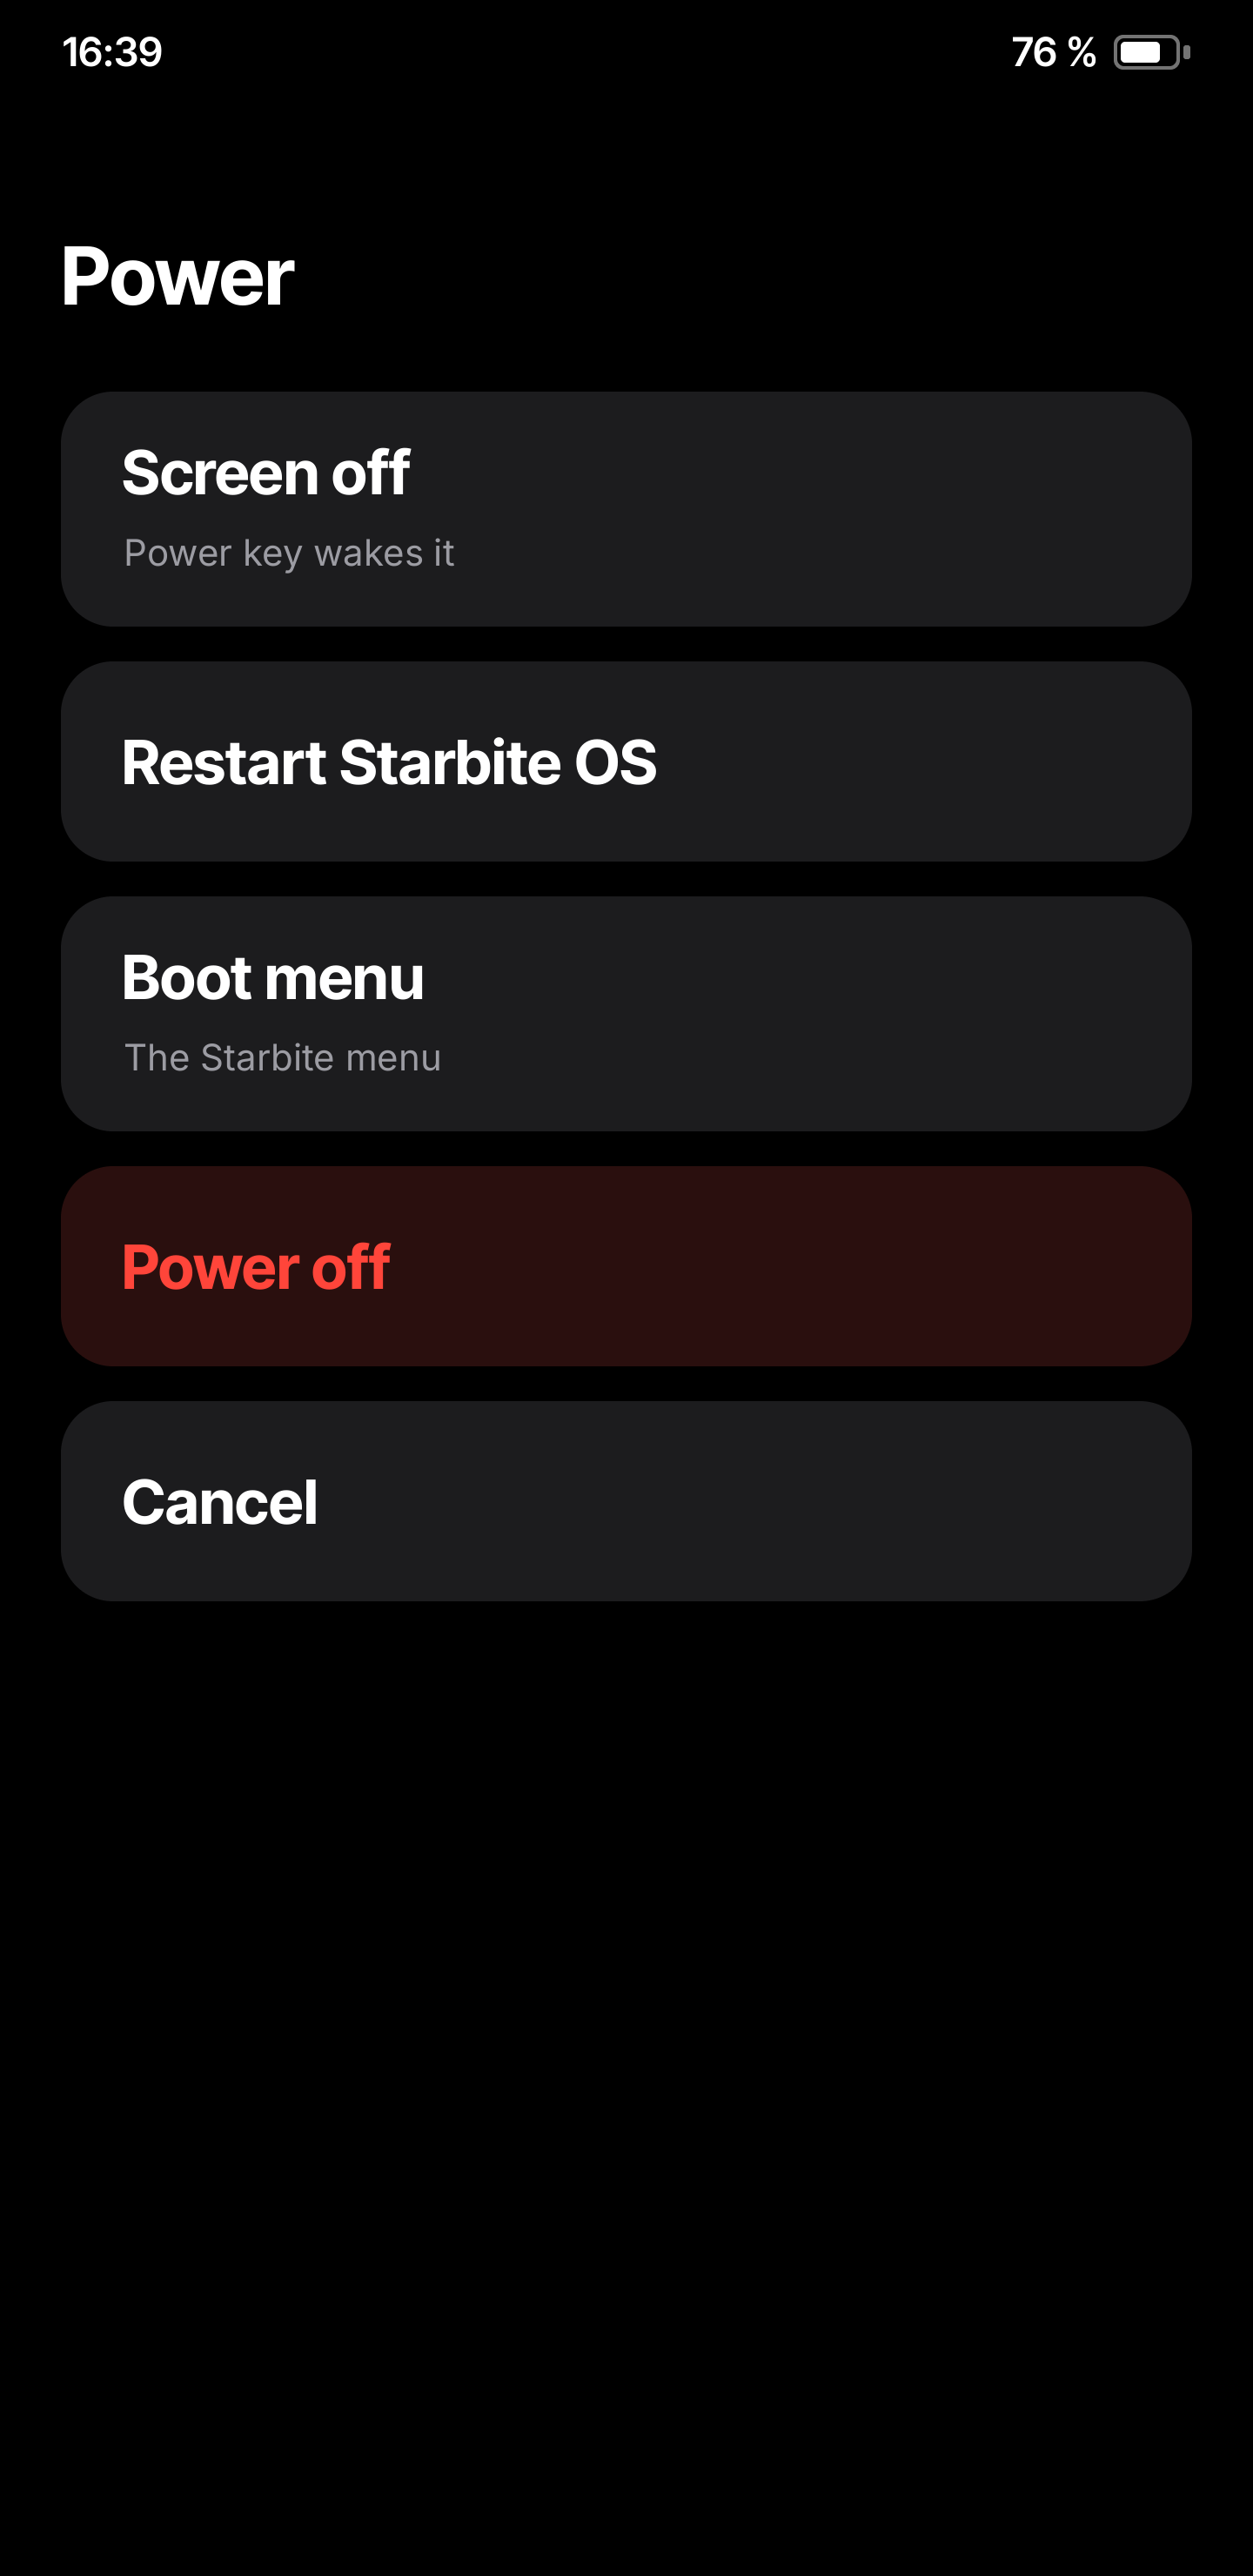 16:39
76 %
Power
Screen off
Power key wakes it
Restart Starbite OS
Boot menu
The Starbite menu
Power off
Cancel